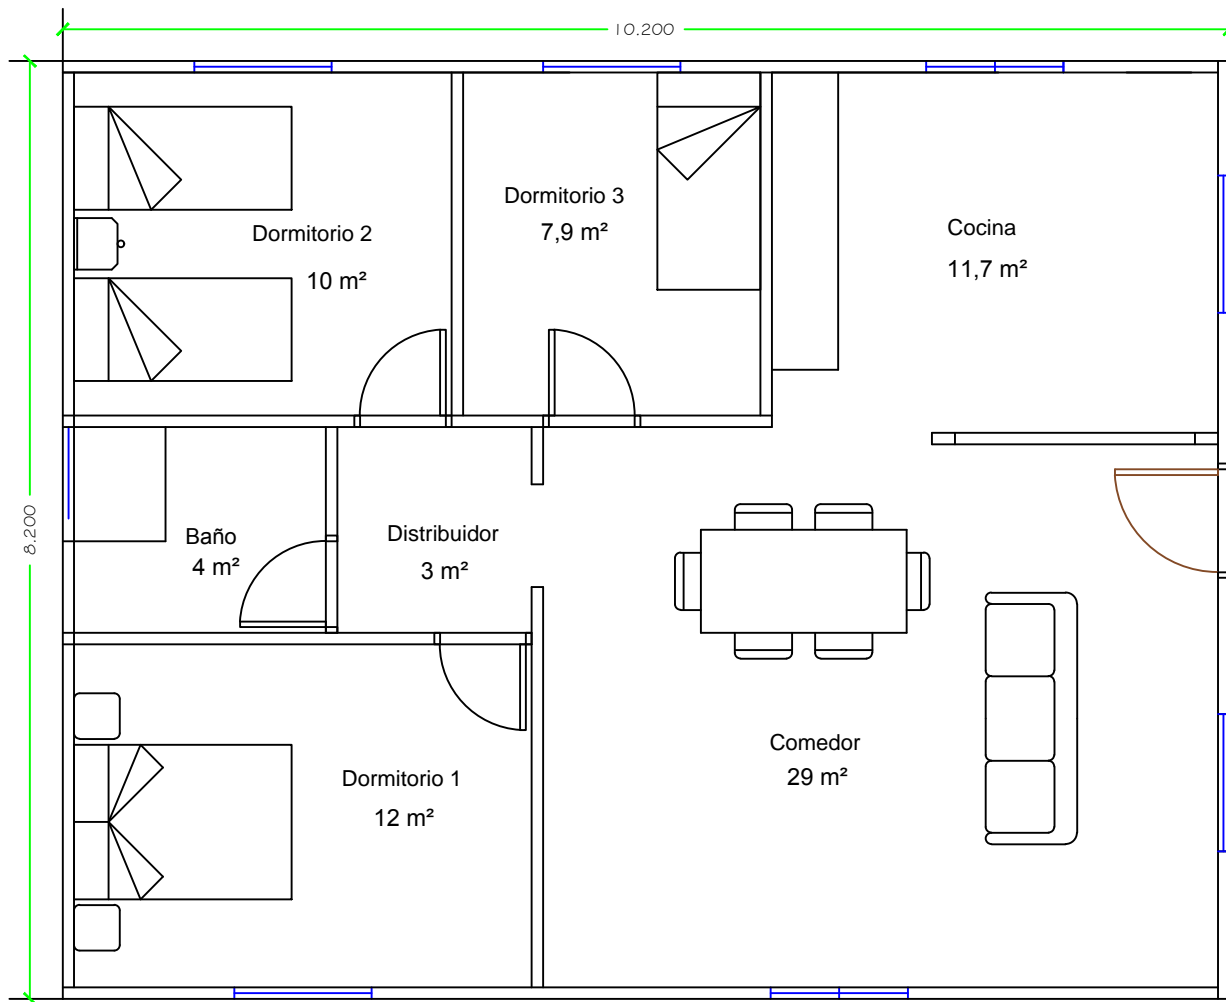 10.200
Dormitorio 3
7,9 m²
Dormitorio 2
10 m²
Cocina
11,7 m²
8.200
Baño
4 m²
Distribuidor
3 m²
Comedor
29 m²
Dormitorio 1
12 m²